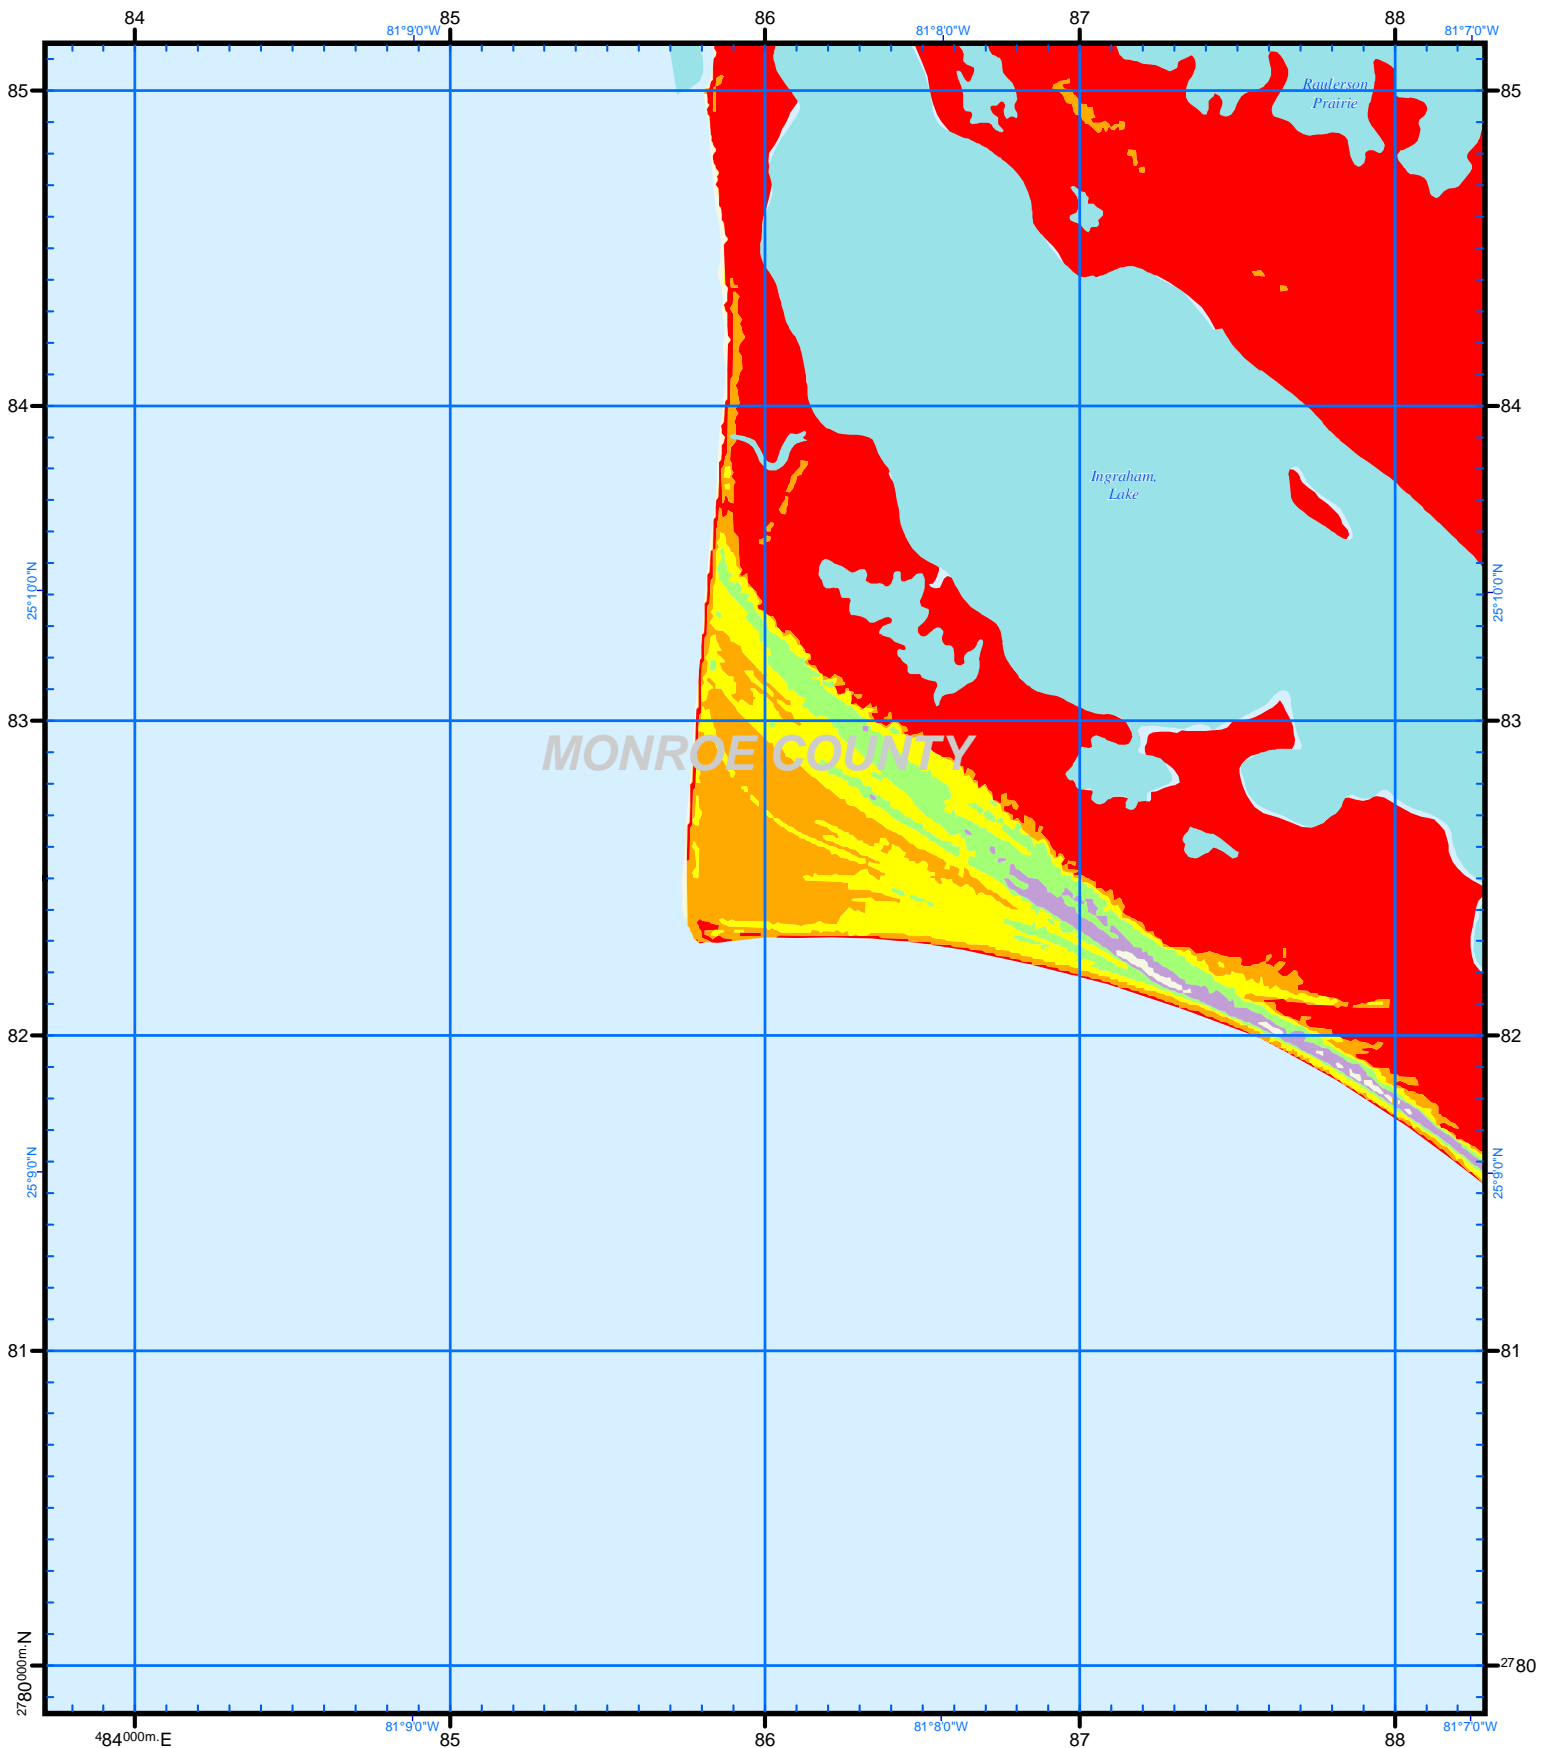 84 85 86 87 88
81°9'0"W 81°8'0"W 81°7'0"W
85 85
Raulerson
Prairie
84 84
Ingraham,
Lake
25°10'0"N 25°10'0"N
83 83
MONROE COUNTY
82 82
25°9'0"N 25°9'0"N
81 81
2780000m.N 2780
81°9'0"W 81°8'0"W 81°7'0"W
484000m.E 85 86 87 88